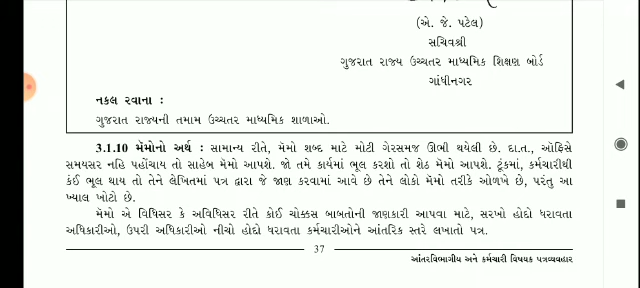 (એ. જે. પટેલ)
સચિવશ્રી
ગુજરાત રાજ્ય ઉચ્ચતર માધ્યમિક શિક્ષણ બોર્ડ
ગાંધીનગર
નકલ રવાના :
ગુજરાત રાજ્યની તમામ ઉચ્ચતર માધ્યમિક શાળાઓ.
3.1.10 મૅમોનો અર્થ : સામાન્ય રીતે, મૅમો શબ્દ માટે મોટી ગેરસમજ ઊભી થયેલી છે. દા.ત., ઑફિસે
સમયસર નહિ પહોંચાય તો સાહેબ મૅમો આપશે. જો તમે કાર્યમાં ભૂલ કરશો તો શેઠ મૅમો આપશે. ટૂંકમાં, કર્મચારીથી
કંઈ ભૂલ થાય તો તેને લેખિતમાં પત્ર દ્વારા જે જાણ કરવામાં આવે છે તેને લોકો મૅમો તરીકે ઓળખે છે, પરંતુ આ
ખ્યાલ ખોટો છે.
મૅમો એ વિધિસર કે અવિધિસર રીતે કોઈ ચોક્કસ બાબતોની જાણકારી આપવા માટે, સરખો હોદ્દો ધરાવતા
અધિકારીઓ, ઉપરી અધિકારીઓ નીચો હોદ્દો ધરાવતા કર્મચારીઓને આંતરિક સ્તરે લખાતો પત્ર.
37
આંતરવિભાગીય અને કર્મચારી વિષયક પત્રવ્યવહાર